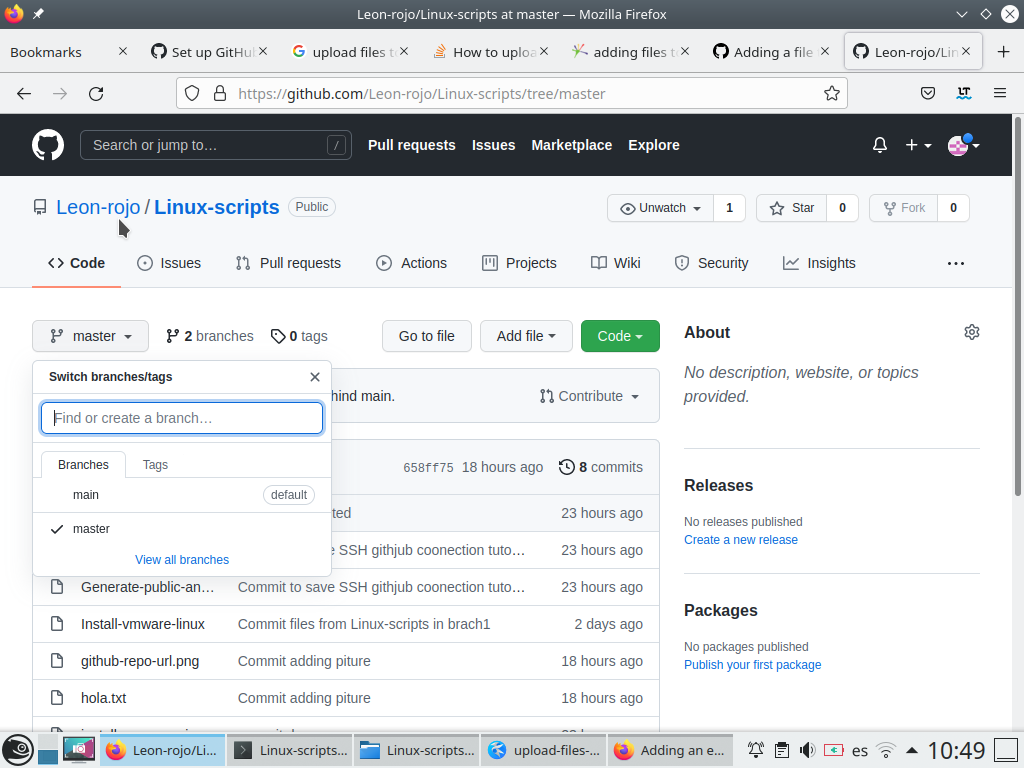 Leon-rojo/Linux-scripts at master — Mozilla Firefox
Bookmarks
Set up GitHub
upload files t
How to uploa
adding files t
Adding a file
Leon-rojo/Lin
https://github.com/Leon-rojo/Linux-scripts/tree/master
LT
Search or jump to…
/
Pull requests
Issues
Marketplace
Explore
Leon-rojo / Linux-scripts
Public
Unwatch
1
Star
0
Fork
0
Code
Issues
Pull requests
Actions
Projects
Wiki
Security
Insights
master
2 branches
0 tags
Go to file
Add file
Code
Switch branches/tags
Find or create a branch…
Branches
Tags
main
default
master
View all branches
hind main.
Contribute
658ff75 18 hours ago
8 commits
ted
23 hours ago
e SSH githjub coonection tuto…
23 hours ago
Generate-public-an…
Commit to save SSH githjub coonection tuto…
23 hours ago
Install-vmware-linux
Commit files from Linux-scripts in brach1
2 days ago
github-repo-url.png
Commit adding piture
18 hours ago
hola.txt
Commit adding piture
18 hours ago
About
No description, website, or topics
provided.
Releases
No releases published
Create a new release
Packages
No packages published
Publish your first package
Leon-rojo/Li...
Linux-scripts...
Linux-scripts...
upload-files-...
Adding an e...
es
10:49